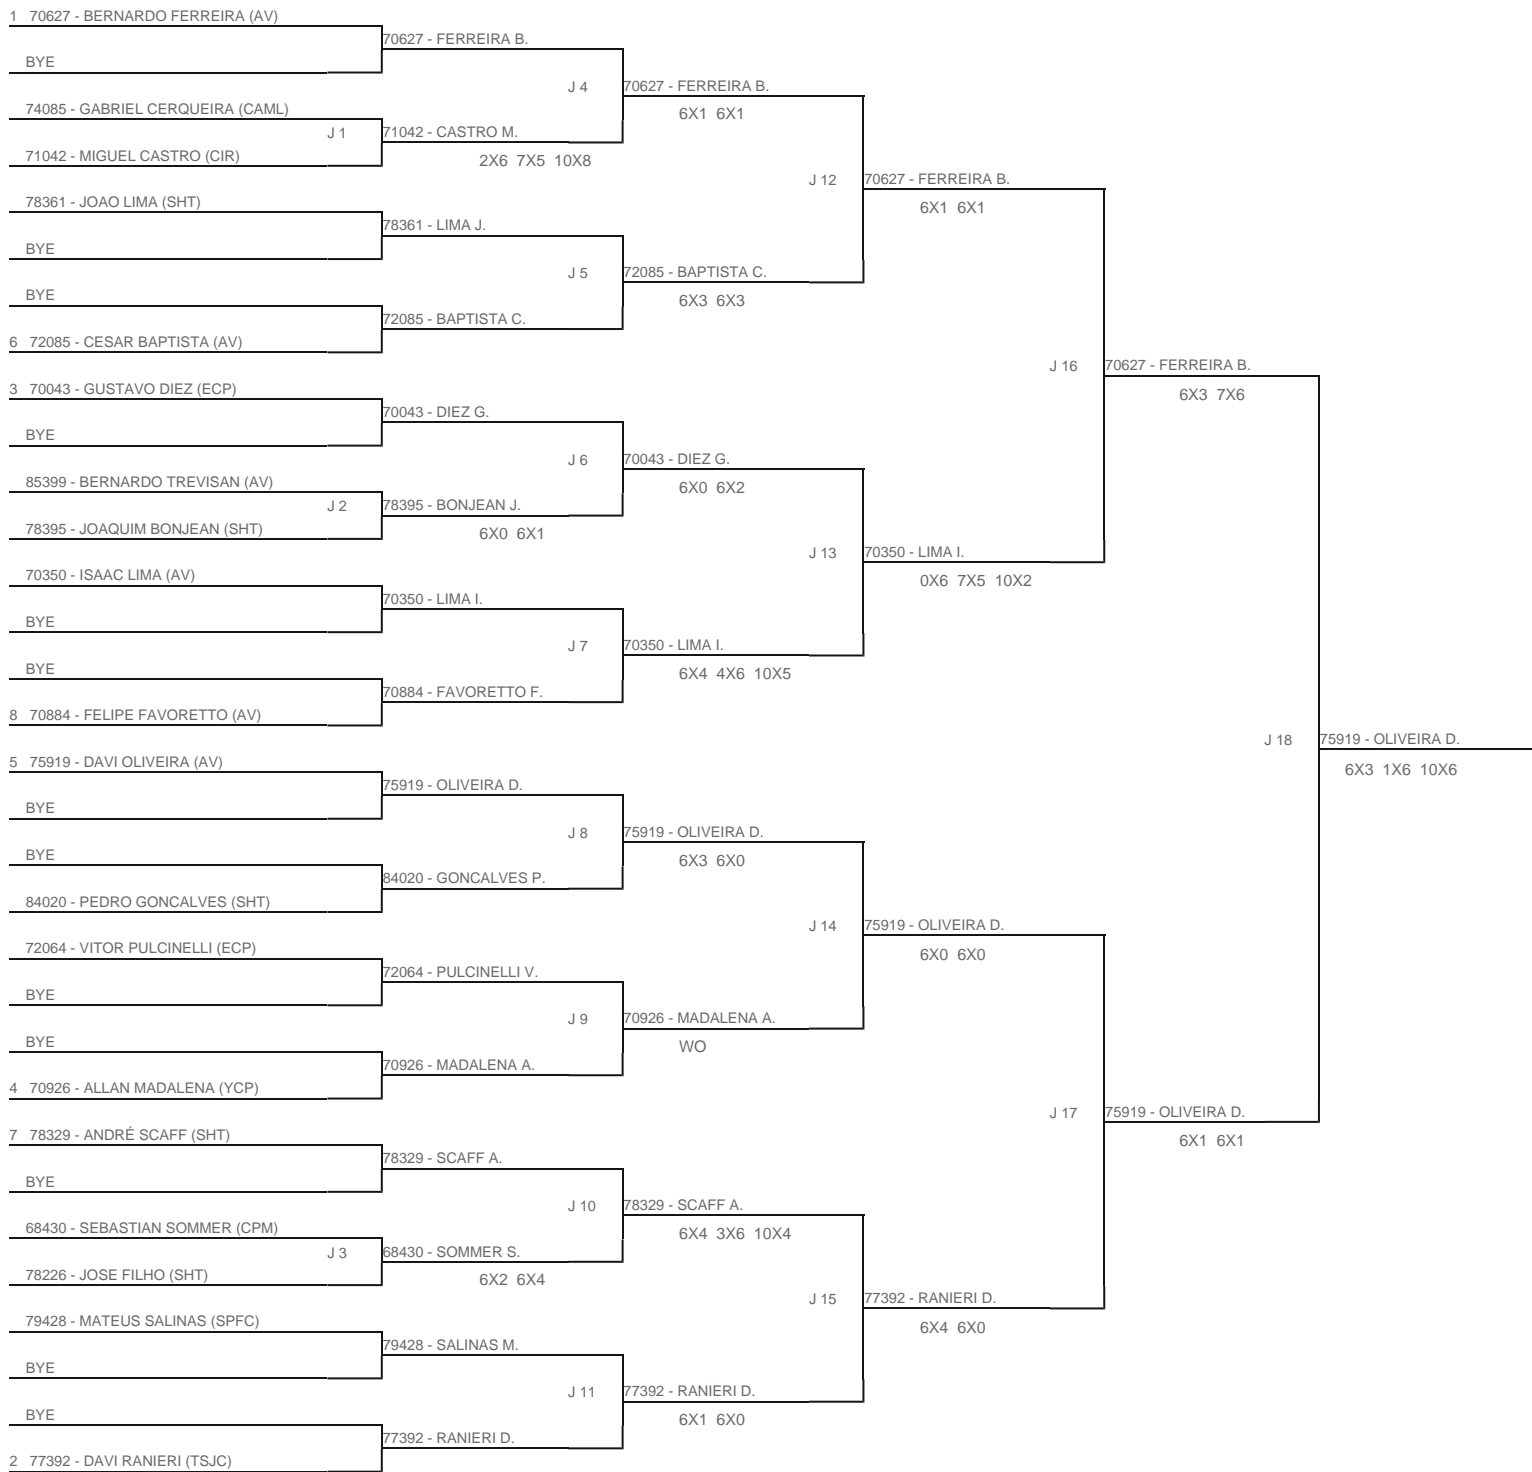 1 70627 - BERNARDO FERREIRA (AV)
70627 - FERREIRA B.
BYE
J 4
70627 - FERREIRA B.
6X1 6X1
74085 - GABRIEL CERQUEIRA (CAML)
J 1
71042 - CASTRO M.
2X6 7X5 10X8
71042 - MIGUEL CASTRO (CIR)
J 12
70627 - FERREIRA B.
6X1 6X1
78361 - JOAO LIMA (SHT)
78361 - LIMA J.
BYE
J 5
72085 - BAPTISTA C.
6X3 6X3
BYE
72085 - BAPTISTA C.
6 72085 - CESAR BAPTISTA (AV)
J 16
70627 - FERREIRA B.
6X3 7X6
3 70043 - GUSTAVO DIEZ (ECP)
70043 - DIEZ G.
BYE
J 6
70043 - DIEZ G.
6X0 6X2
85399 - BERNARDO TREVISAN (AV)
J 2
78395 - BONJEAN J.
6X0 6X1
78395 - JOAQUIM BONJEAN (SHT)
J 13
70350 - LIMA I.
0X6 7X5 10X2
70350 - ISAAC LIMA (AV)
70350 - LIMA I.
BYE
J 7
70350 - LIMA I.
6X4 4X6 10X5
BYE
70884 - FAVORETTO F.
8 70884 - FELIPE FAVORETTO (AV)
J 18
75919 - OLIVEIRA D.
6X3 1X6 10X6
5 75919 - DAVI OLIVEIRA (AV)
75919 - OLIVEIRA D.
BYE
J 8
75919 - OLIVEIRA D.
6X3 6X0
BYE
84020 - GONCALVES P.
84020 - PEDRO GONCALVES (SHT)
J 14
75919 - OLIVEIRA D.
6X0 6X0
72064 - VITOR PULCINELLI (ECP)
72064 - PULCINELLI V.
BYE
J 9
70926 - MADALENA A.
WO
BYE
70926 - MADALENA A.
4 70926 - ALLAN MADALENA (YCP)
J 17
75919 - OLIVEIRA D.
6X1 6X1
7 78329 - ANDRÉ SCAFF (SHT)
78329 - SCAFF A.
BYE
J 10
78329 - SCAFF A.
6X4 3X6 10X4
68430 - SEBASTIAN SOMMER (CPM)
J 3
68430 - SOMMER S.
6X2 6X4
78226 - JOSE FILHO (SHT)
J 15
77392 - RANIERI D.
6X4 6X0
79428 - MATEUS SALINAS (SPFC)
79428 - SALINAS M.
BYE
J 11
77392 - RANIERI D.
6X1 6X0
BYE
77392 - RANIERI D.
2 77392 - DAVI RANIERI (TSJC)